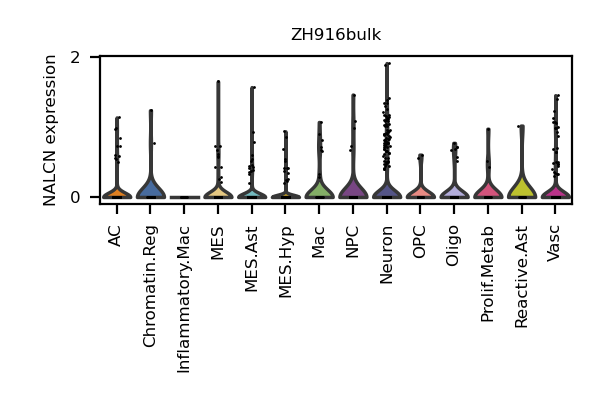 ZH916bulk
NALCN expression
2
0
AC
Chromatin.Reg
Inflammatory.Mac
MES
MES.Ast
MES.Hyp
Mac
NPC
Neuron
OPC
Oligo
Prolif.Metab
Reactive.Ast
Vasc